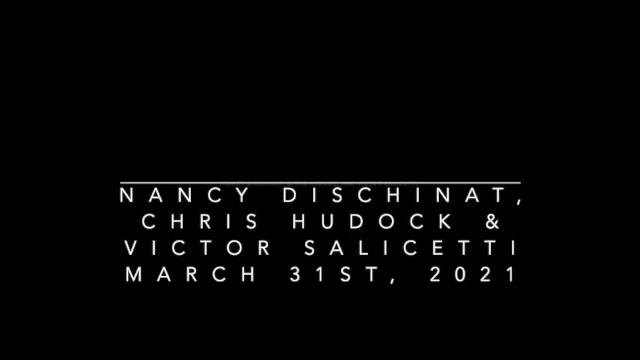 NANCY DISCHINAT,
CHRIS HUDOCK &
VICTOR SALICETTI
MARCH 31ST, 2021